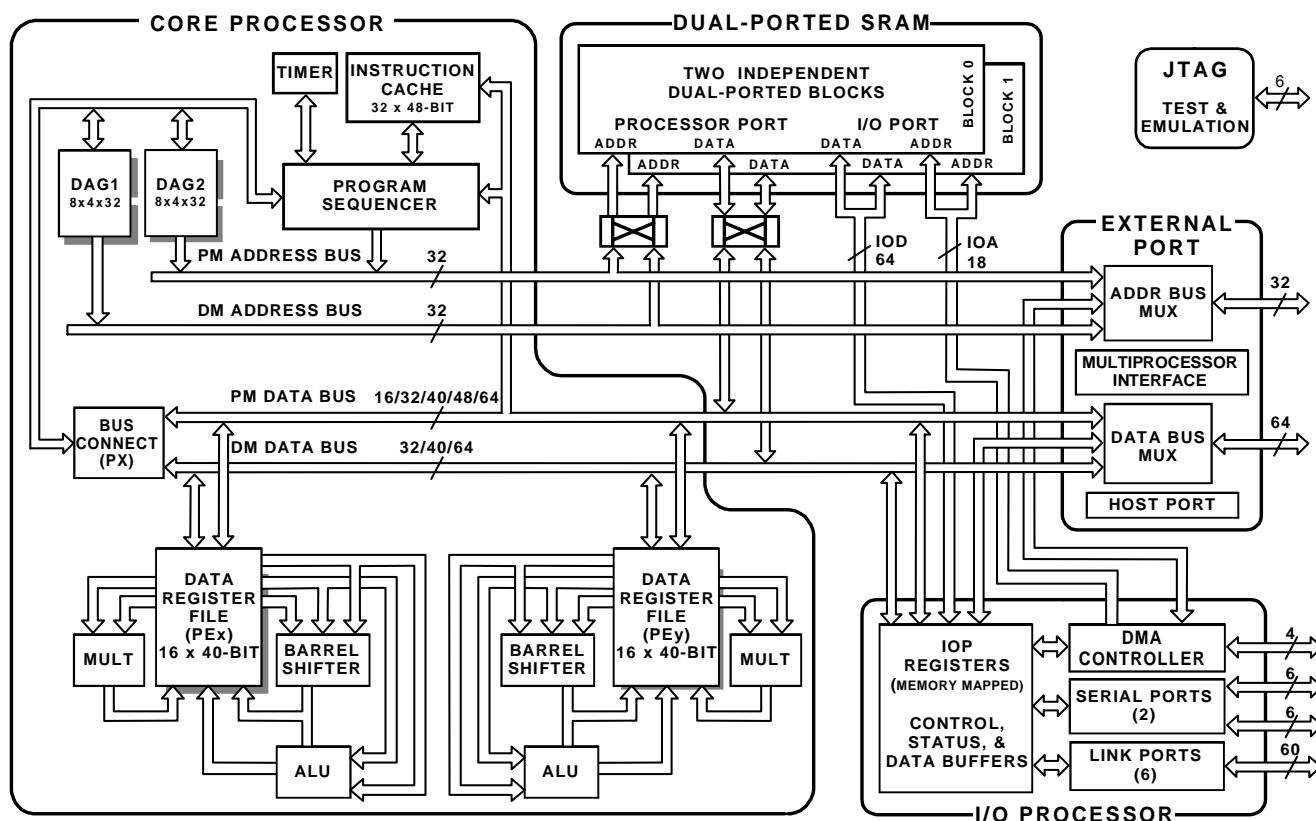 CORE PROCESSOR
TIMER
INSTRUCTION
CACHE
32 x 48-BIT
DAG1
8x4x32
DAG2
8x4x32
PROGRAM
SEQUENCER
PM ADDRESS BUS
32
DM ADDRESS BUS
32
PM DATA BUS
16/32/40/48/64
DM DATA BUS
32/40/64
BUS
CONNECT
(PX)
DATA
REGISTER
FILE
(PEx)
16 x 40-BIT
MULT
BARREL
SHIFTER
ALU
DATA
REGISTER
FILE
(PEy)
16 x 40-BIT
BARREL
SHIFTER
MULT
ALU
DUAL-PORTED SRAM
TWO INDEPENDENT
DUAL-PORTED BLOCKS
PROCESSOR PORT
I/O PORT
ADDR
DATA
DATA
ADDR
BLOCK 0
ADDR
DATA
DATA
ADDR
BLOCK 1
IOD
64
IOA
18
JTAG
TEST &
EMULATION
6
EXTERNAL
PORT
ADDR BUS
MUX
32
MULTIPROCESSOR
INTERFACE
DATA BUS
MUX
64
HOST PORT
IOP
REGISTERS
(MEMORY MAPPED)
CONTROL,
STATUS, &
DATA BUFFERS
DMA
CONTROLLER
4
SERIAL PORTS
(2)
6
6
LINK PORTS
(6)
60
I/O PROCESSOR